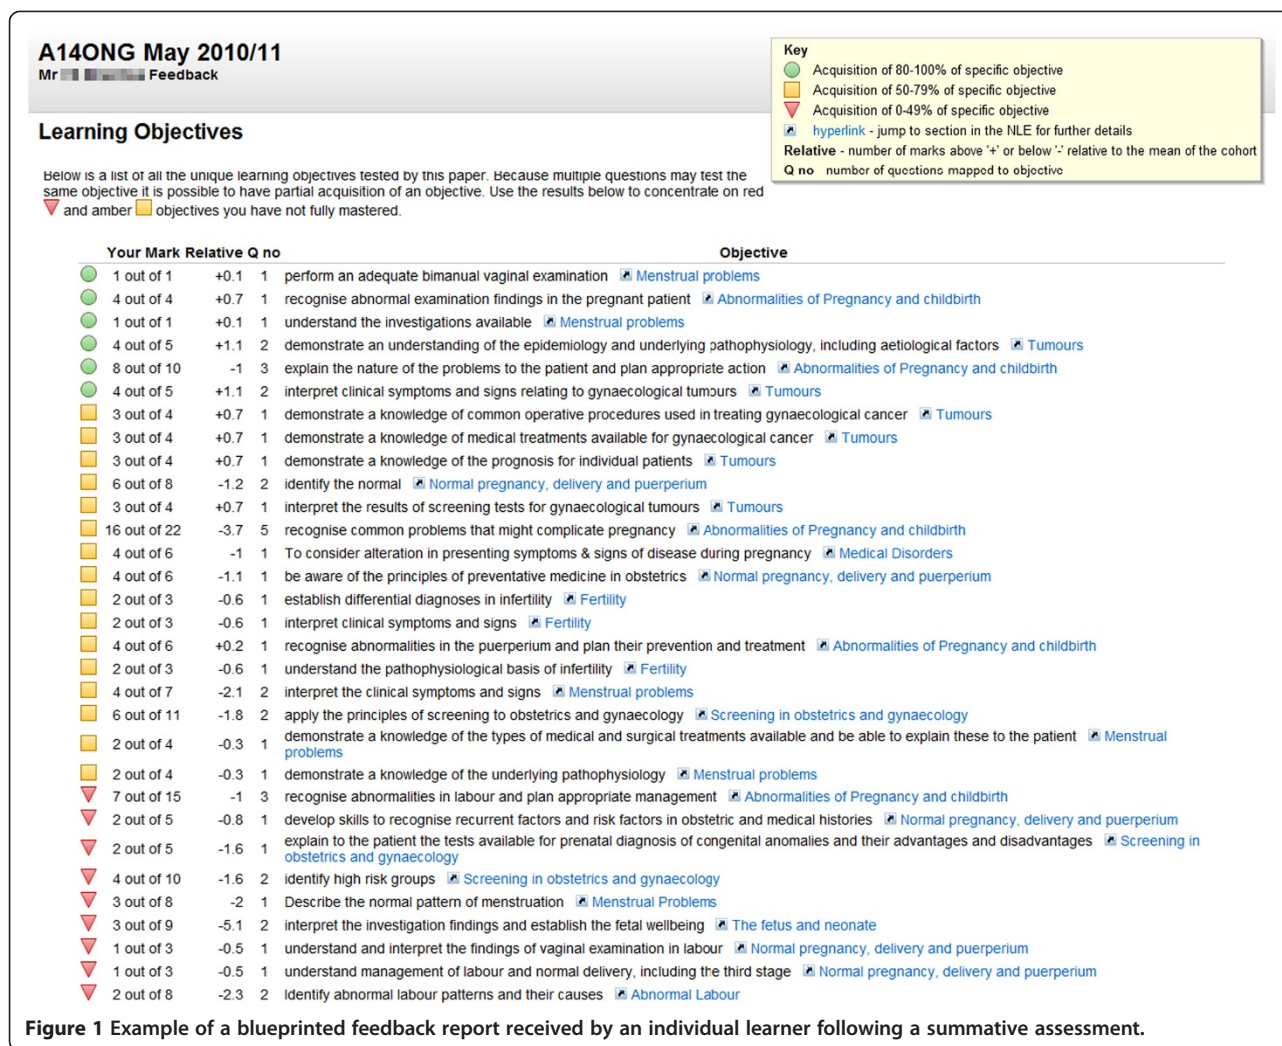 A14ONG May 2010/11
Mr Feedback
Key
Acquisition of 80-100% of specific objective
Acquisition of 50-79% of specific objective
Acquisition of 0-49% of specific objective
hyperlink - jump to section in the NLE for further details
Relative - number of marks above '+' or below '-' relative to the mean of the cohort
Q no number of questions mapped to objective
Learning Objectives
Below is a list of all the unique learning objectives tested by this paper. Because multiple questions may test the
same objective it is possible to have partial acquisition of an objective. Use the results below to concentrate on red
and amber objectives you have not fully mastered.
Your Mark Relative Q no Objective
1 out of 1 +0.1 1 perform an adequate bimanual vaginal examination Menstrual problems
4 out of 4 +0.7 1 recognise abnormal examination findings in the pregnant patient Abnormalities of Pregnancy and childbirth
1 out of 1 +0.1 1 understand the investigations available Menstrual problems
4 out of 5 +1.1 2 demonstrate an understanding of the epidemiology and underlying pathophysiology, including aetiological factors Tumours
8 out of 10 -1 3 explain the nature of the problems to the patient and plan appropriate action Abnormalities of Pregnancy and childbirth
4 out of 5 +1.1 2 interpret clinical symptoms and signs relating to gynaecological tumours Tumours
3 out of 4 +0.7 1 demonstrate a knowledge of common operative procedures used in treating gynaecological cancer Tumours
3 out of 4 +0.7 1 demonstrate a knowledge of medical treatments available for gynaecological cancer Tumours
3 out of 4 +0.7 1 demonstrate a knowledge of the prognosis for individual patients Tumours
6 out of 8 -1.2 2 identify the normal Normal pregnancy, delivery and puerperium
3 out of 4 +0.7 1 interpret the results of screening tests for gynaecological tumours Tumours
16 out of 22 -3.7 5 recognise common problems that might complicate pregnancy Abnormalities of Pregnancy and childbirth
4 out of 6 -1 1 To consider alteration in presenting symptoms & signs of disease during pregnancy Medical Disorders
4 out of 6 -1.1 1 be aware of the principles of preventative medicine in obstetrics Normal pregnancy, delivery and puerperium
2 out of 3 -0.6 1 establish differential diagnoses in infertility Fertility
2 out of 3 -0.6 1 interpret clinical symptoms and signs Fertility
4 out of 6 +0.2 1 recognise abnormalities in the puerperium and plan their prevention and treatment Abnormalities of Pregnancy and childbirth
2 out of 3 -0.6 1 understand the pathophysiological basis of infertility Fertility
4 out of 7 -2.1 2 interpret the clinical symptoms and signs Menstrual problems
6 out of 11 -1.8 2 apply the principles of screening to obstetrics and gynaecology Screening in obstetrics and gynaecology
2 out of 4 -0.3 1 demonstrate a knowledge of the types of medical and surgical treatments available and be able to explain these to the patient Menstrual
problems
2 out of 4 -0.3 1 demonstrate a knowledge of the underlying pathophysiology Menstrual problems
7 out of 15 -1 3 recognise abnormalities in labour and plan appropriate management Abnormalities of Pregnancy and childbirth
2 out of 5 -0.8 1 develop skills to recognise recurrent factors and risk factors in obstetric and medical histories Normal pregnancy, delivery and puerperium
2 out of 5 -1.6 1 explain to the patient the tests available for prenatal diagnosis of congenital anomalies and their advantages and disadvantages Screening in
obstetrics and gynaecology
4 out of 10 -1.6 2 identify high risk groups Screening in obstetrics and gynaecology
3 out of 8 -2 1 Describe the normal pattern of menstruation Menstrual Problems
3 out of 9 -5.1 2 interpret the investigation findings and establish the fetal wellbeing The fetus and neonate
1 out of 3 -0.5 1 understand and interpret the findings of vaginal examination in labour Normal pregnancy, delivery and puerperium
1 out of 3 -0.5 1 understand management of labour and normal delivery, including the third stage Normal pregnancy, delivery and puerperium
2 out of 8 -2.3 2 Identify abnormal labour patterns and their causes Abnormal Labour
Figure 1 Example of a blueprinted feedback report received by an individual learner following a summative assessment.